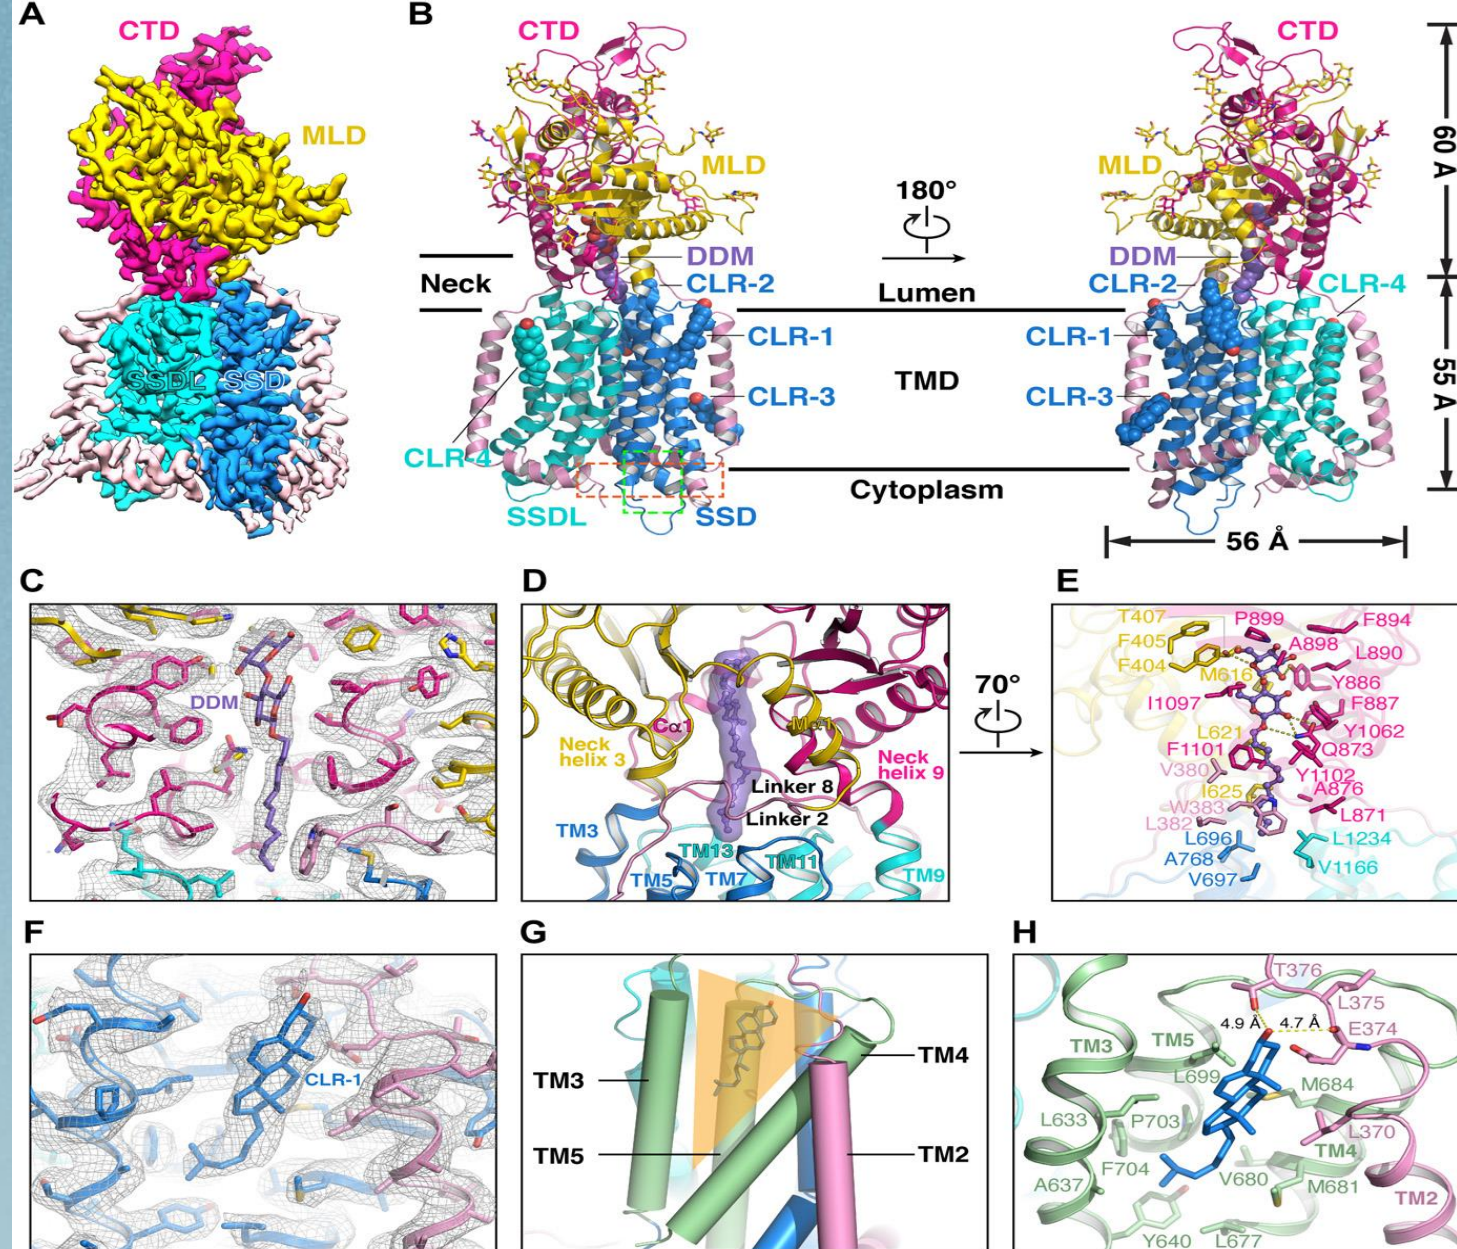 A
CTD
MLD
SSDL
SSD
B
CTD
MLD
DDM
CLR-2
Neck
CLR-1
CLR-3
CLR-4
SSDL
SSD
180°
Lumen
TMD
Cytoplasm
CTD
MLD
DDM
CLR-2
CLR-4
CLR-1
CLR-3
60 Å
55 Å
56 Å
C
DDM
D
Cα1
Mα1
Neck
helix 3
Neck
helix 9
Linker 8
Linker 2
TM3
TM13
TM11
TM5
TM7
TM9
70°
E
T407
P899
F894
F405
A898
L890
F404
M616
Y886
I1097
F887
L621
Y1062
F1101
Q873
V380
Y1102
I625
A876
W383
L871
L382
L696
L1234
A768
V1166
V697
F
CLR-1
G
TM3
TM4
TM5
TM2
H
T376
L375
4.9 Å
4.7 Å
E374
TM3
TM5
L699
M684
L633
P703
L370
TM4
F704
V680
M681
A637
TM2
Y640
L677